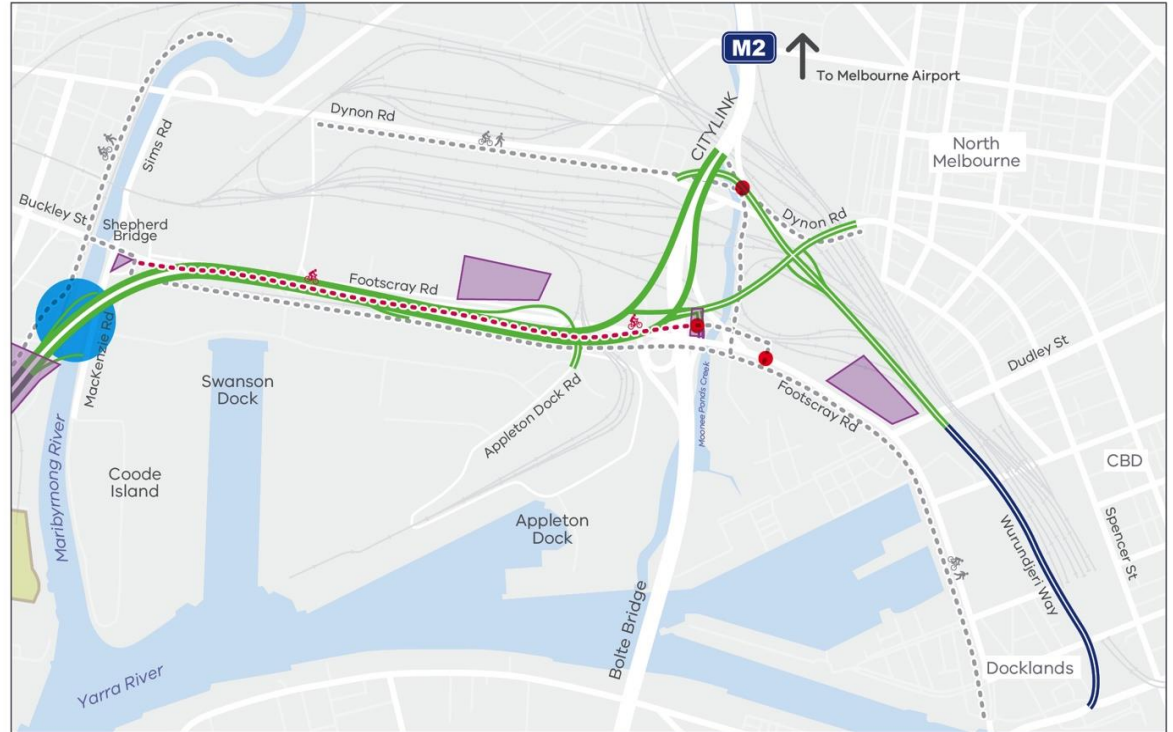 M2
To Melbourne Airport
CITYLINK
Dynon Rd
North
Melbourne
Sims Rd
Buckley St
Shepherd
Bridge
Dynon Rd
Footscray Rd
MacKenzie Rd
Swanson
Dock
Appleton Dock Rd
Moonee Ponds Creek
Footscray Rd
Dudley St
Maribyrnong River
Coode
Island
Appleton
Dock
CBD
Spencer St
Wurundjeri Way
Bolte Bridge
Docklands
Yarra River